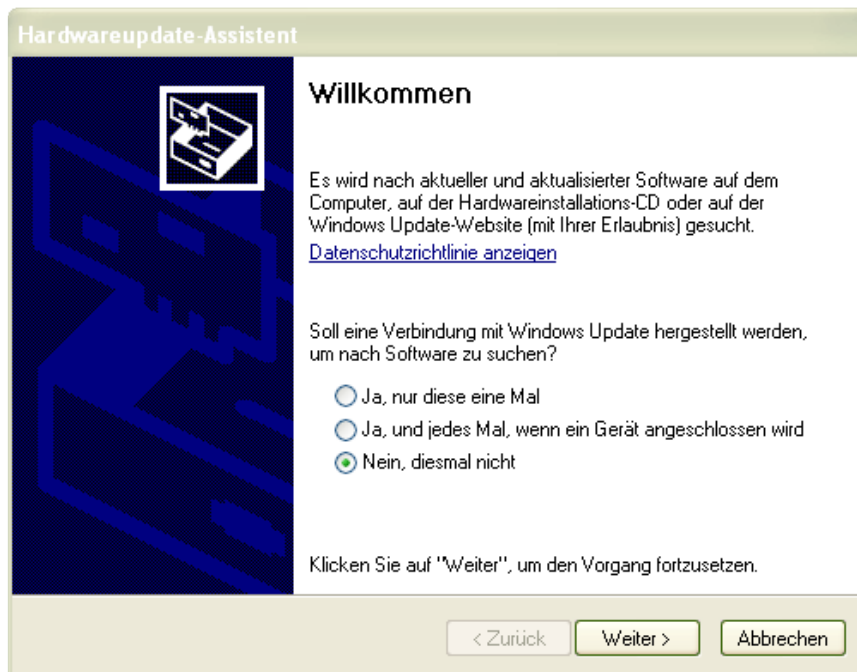 Hardwareupdate-Assistent
Willkommen
Es wird nach aktueller und aktualisierter Software auf dem
Computer, auf der Hardwareinstallations-CD oder auf der
Windows Update-Website (mit Ihrer Erlaubnis) gesucht.
Datenschutzrichtlinie anzeigen
Soll eine Verbindung mit Windows Update hergestellt werden,
um nach Software zu suchen?
Ja, nur diese eine Mal
Ja, und jedes Mal, wenn ein Gerät angeschlossen wird
Nein, diesmal nicht
Klicken Sie auf "Weiter", um den Vorgang fortzusetzen.
< Zurück Weiter > Abbrechen